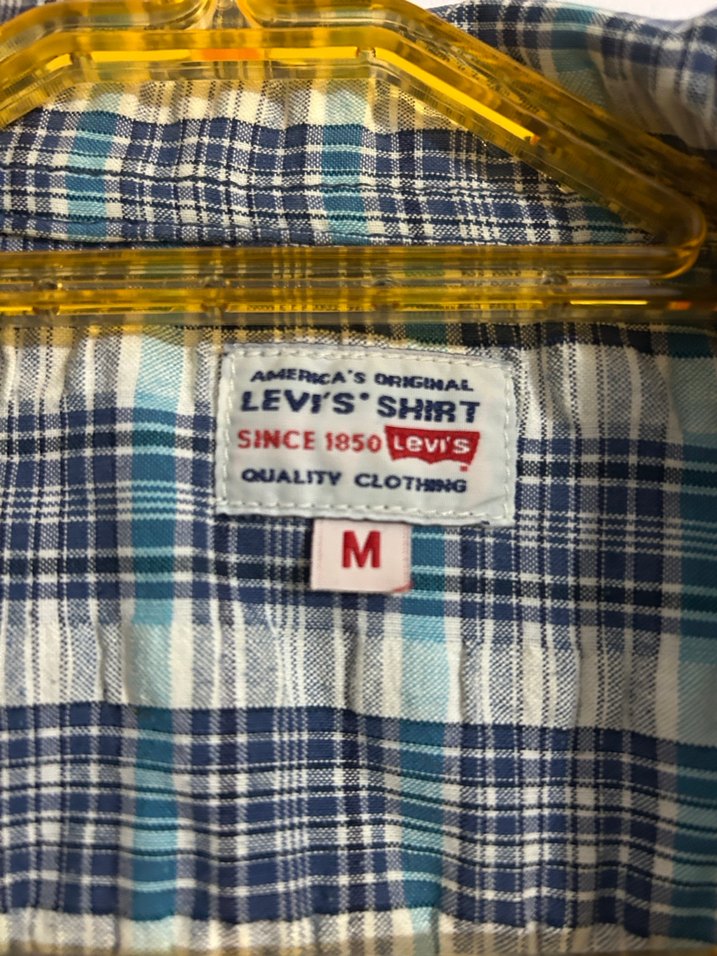 AMERICA'S ORIGINAL
LEVI'S® SHIRT
SINCE 1850 Levi's
QUALITY CLOTHING
M